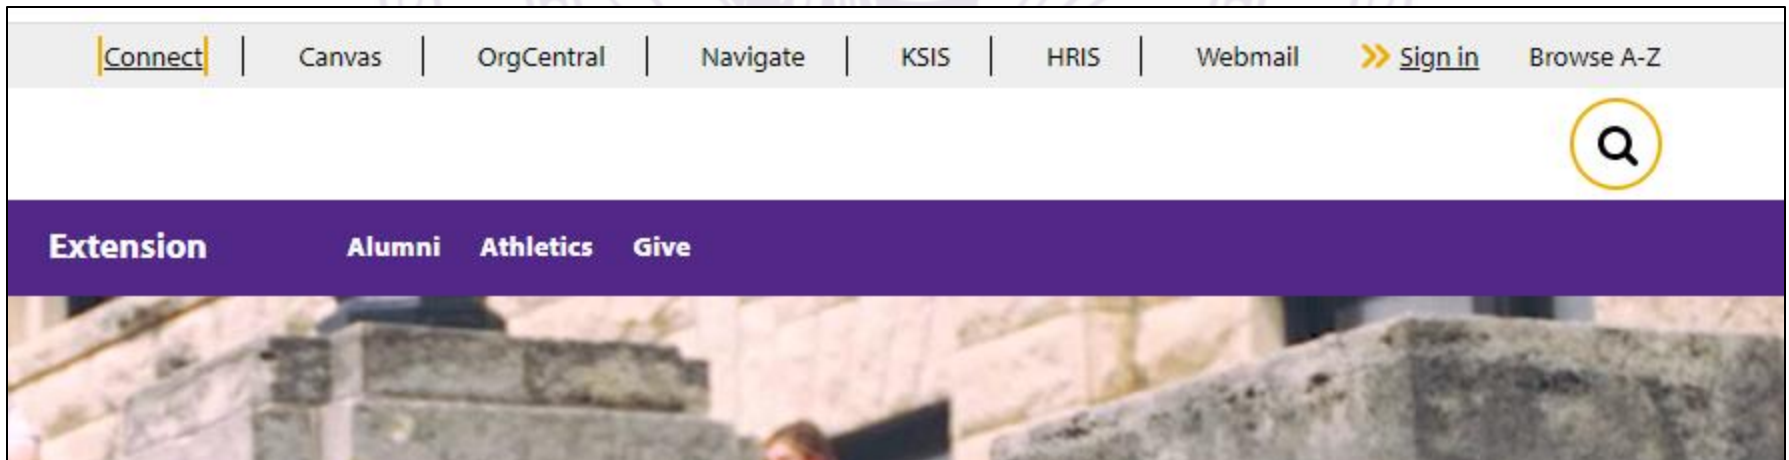 Connect | Canvas | OrgCentral | Navigate | KSIS | HRIS | Webmail » Sign in Browse A-Z
Extension Alumni Athletics Give